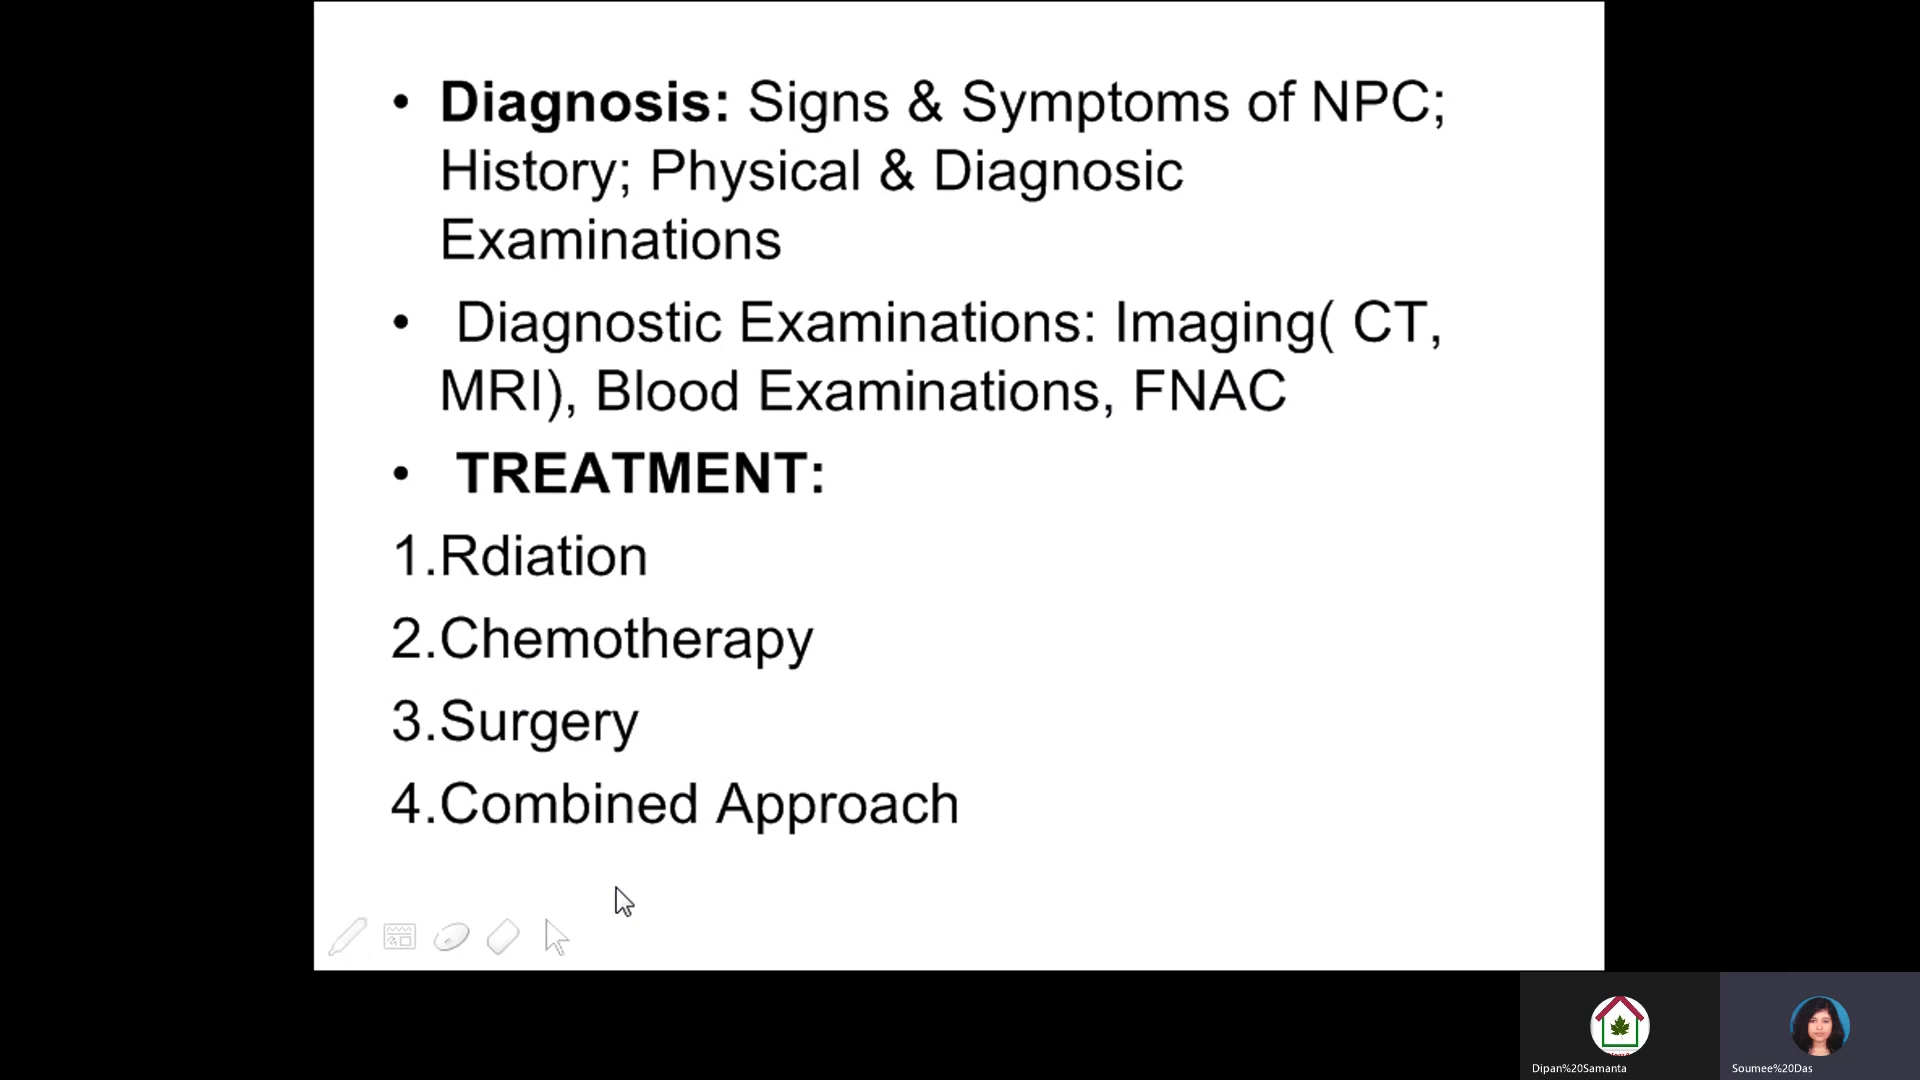 • Diagnosis: Signs & Symptoms of NPC;
History; Physical & Diagnosic
Examinations
• Diagnostic Examinations: Imaging( CT,
MRI), Blood Examinations, FNAC
• TREATMENT:
1.Rdiation
2.Chemotherapy
3.Surgery
4.Combined Approach
Dipan%20Samanta
Soumee%20Das